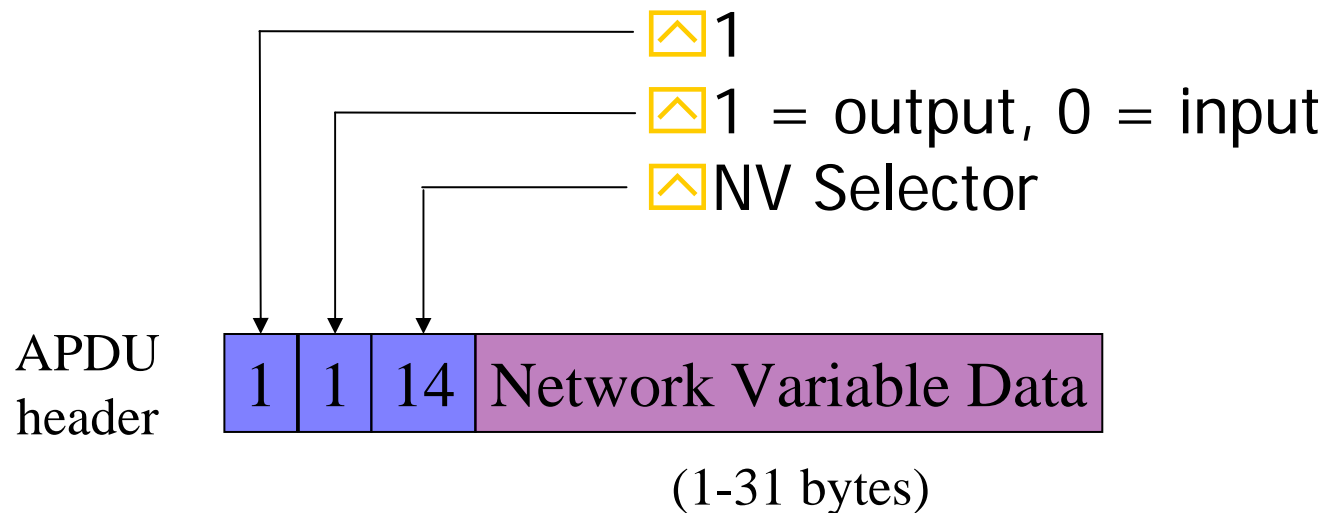 1
1 = output, 0 = input
NV Selector
APDU
header
1 1 14 Network Variable Data
(1-31 bytes)